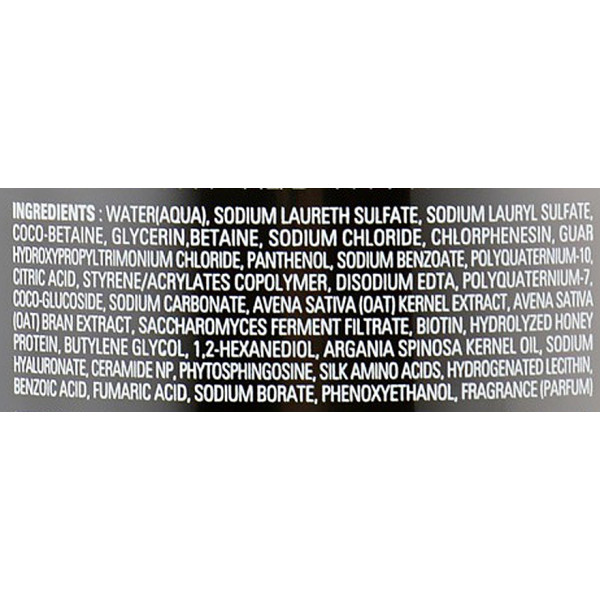 INGREDIENTS : WATER(AQUA), SODIUM LAURETH SULFATE, SODIUM LAURYL SULFATE,
COCO-BETAINE, GLYCERIN,BETAINE, SODIUM CHLORIDE, CHLORPHENESIN, GUAR
HYDROXYPROPYLTRIMONIUM CHLORIDE, PANTHENOL, SODIUM BENZOATE, POLYQUATERNIUM-10,
CITRIC ACID, STYRENE/ACRYLATES COPOLYMER, DISODIUM EDTA, POLYQUATERNIUM-7,
COCO-GLUCOSIDE, SODIUM CARBONATE, AVENA SATIVA (OAT) KERNEL EXTRACT, AVENA SATIVA
(OAT) BRAN EXTRACT, SACCHAROMYCES FERMENT FILTRATE, BIOTIN, HYDROLYZED HONEY
PROTEIN, BUTYLENE GLYCOL, 1,2-HEXANEDIOL, ARGANIA SPINOSA KERNEL OIL, SODIUM
HYALURONATE, CERAMIDE NP, PHYTOSPHINGOSINE, SILK AMINO ACIDS, HYDROGENATED LECITHIN,
BENZOIC ACID, FUMARIC ACID, SODIUM BORATE, PHENOXYETHANOL, FRAGRANCE (PARFUM)